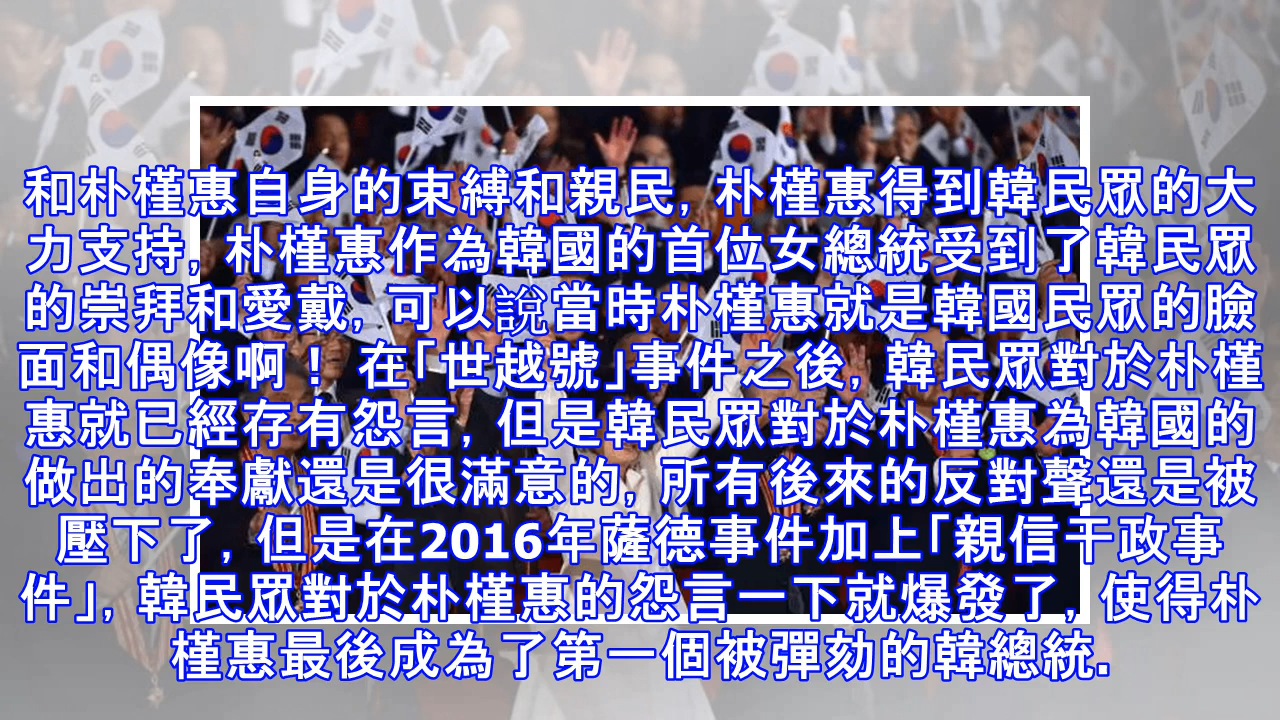 和朴槿惠自身的束縛和親民, 朴槿惠得到韓民眾的大
力支持, 朴槿惠作為韓國的首位女總統受到了韓民眾
的崇拜和愛戴, 可以說當時朴槿惠就是韓國民眾的臉
面和偶像啊！ 在「世越號」事件之後, 韓民眾對於朴槿
惠就已經存有怨言, 但是韓民眾對於朴槿惠為韓國的
做出的奉獻還是很滿意的, 所有後來的反對聲還是被
壓下了, 但是在2016年薩德事件加上「親信干政事
件」, 韓民眾對於朴槿惠的怨言一下就爆發了, 使得朴
槿惠最後成為了第一個被彈劾的韓總統.